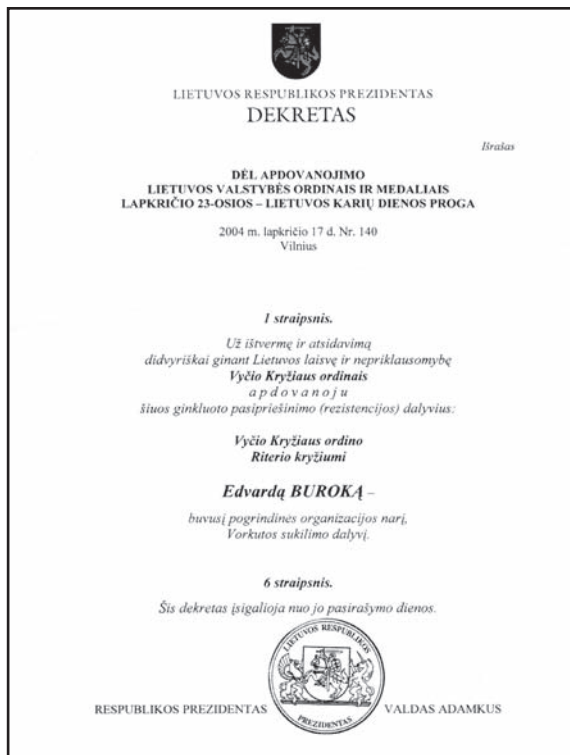 LIETUVOS RESPUBLIKOS PREZIDENTAS
DEKRETAS
Išrašas
DĖL APDOVANOJIMO
LIETUVOS VALSTYBĖS ORDINAIS IR MEDALIAIS
LAPKRIČIO 23-OSIOS – LIETUVOS KARIŲ DIENOS PROGA
2004 m. lapkričio 17 d. Nr. 140
Vilnius
1 straipsnis.
Už ištvermę ir atsidavimą
didvyriškai ginant Lietuvos laisvę ir nepriklausomybę
Vyčio Kryžiaus ordinais
apdovanoju
šiuos ginkluoto pasipriešinimo (rezistencijos) dalyvius:
Vyčio Kryžiaus ordino
Riterio kryžiumi
Edvardą BUROKĄ –
buvusį pogrindinės organizacijos narį,
Vorkutos sukilimo dalyvį.
6 straipsnis.
Šis dekretas įsigalioja nuo jo pasirašymo dienos.
LIETUVOS RESPUBLIKOS
PREZIDENTAS
RESPUBLIKOS PREZIDENTAS VALDAS ADAMKUS